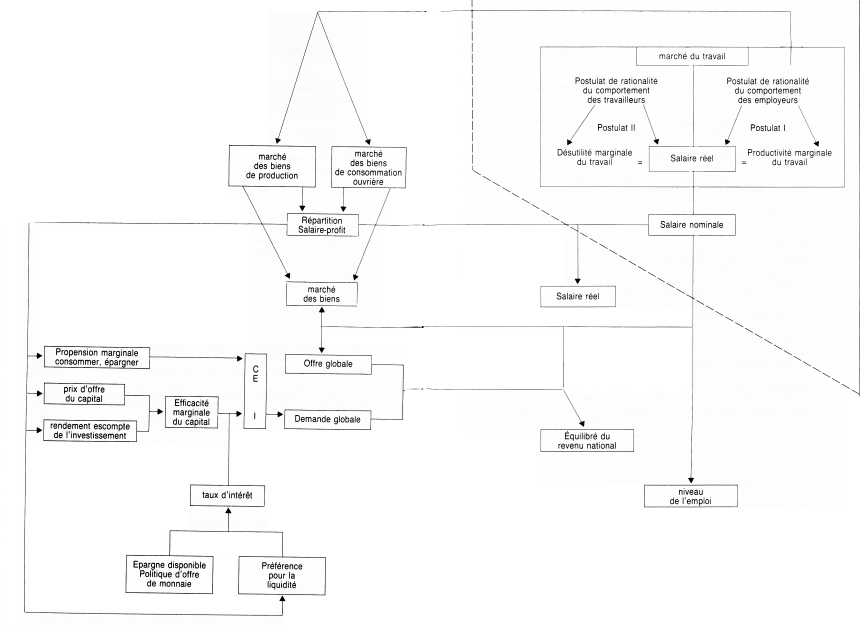 marché du travail
Postulat de rationalité
du comportement
des travailleurs
Postulat de rationalité
du comportement
des employeurs
Postulat II
Postulat I
Désutilité marginale
du travail
=
Salaire réel
=
Productivité marginale
du travail
marché
des biens
de production
marché
des biens
de consommation
ouvrière
Répartition
Salaire-profit
Salaire nominale
marché
des biens
Salaire réel
Propension marginale
consommer, épargner
C
E
I
Offre globale
prix d'offre
du capital
Efficacité
marginale
du capital
Demande globale
rendement escompte
de l'investissement
Équilibré du
revenu national
taux d'intérêt
niveau
de l'emploi
Epargne disponible
Politique d'offre
de monnaie
Préférence
pour la
liquidité